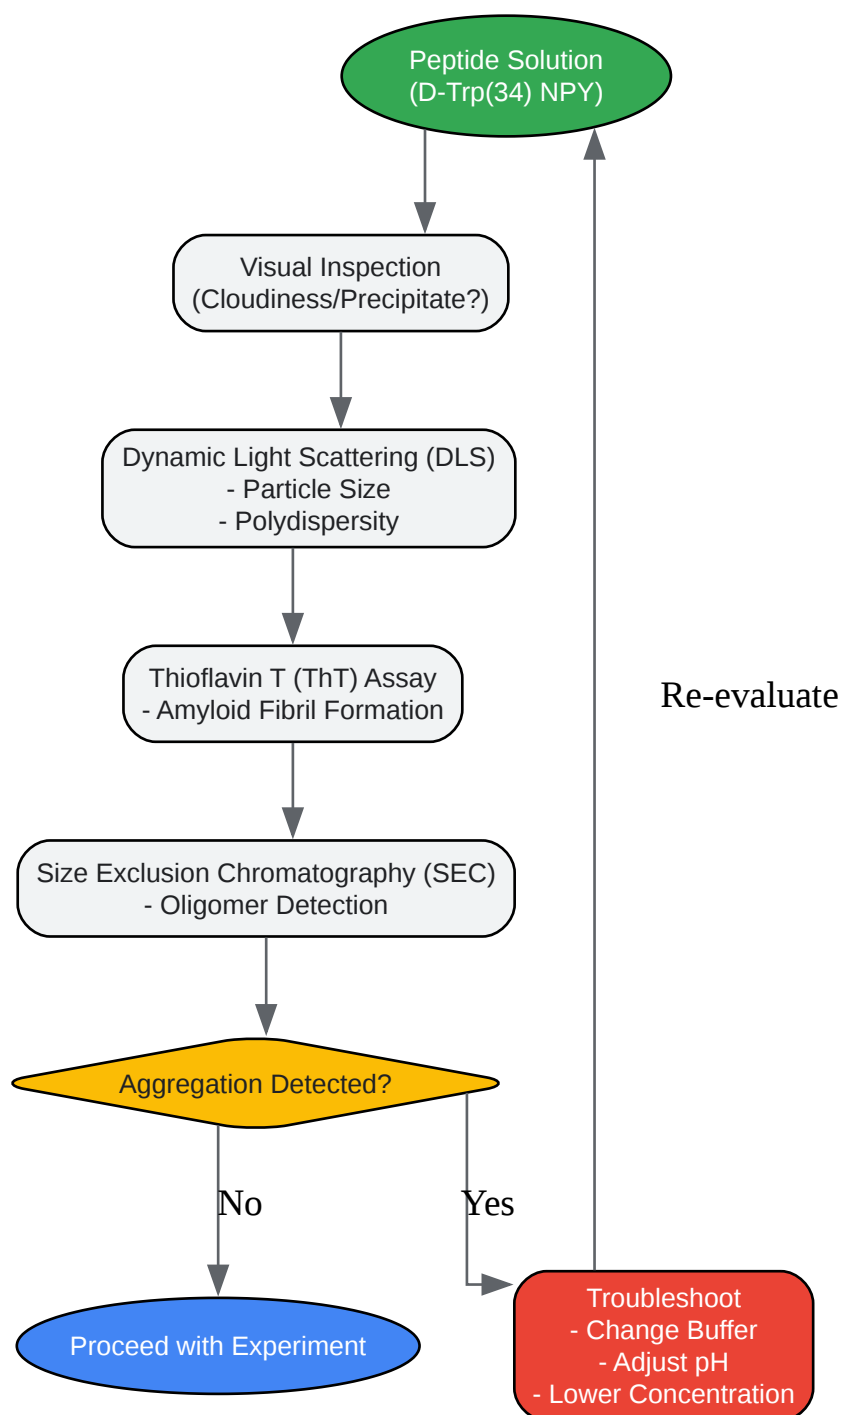 Peptide Solution
(D-Trp(34) NPY)
Visual Inspection
(Cloudiness/Precipitate?)
Dynamic Light Scattering (DLS)
- Particle Size
- Polydispersity
Thioflavin T (ThT) Assay
- Amyloid Fibril Formation
Re-evaluate
Size Exclusion Chromatography (SEC)
- Oligomer Detection
Aggregation Detected?
No
Yes
Proceed with Experiment
Troubleshoot
- Change Buffer
- Adjust pH
- Lower Concentration